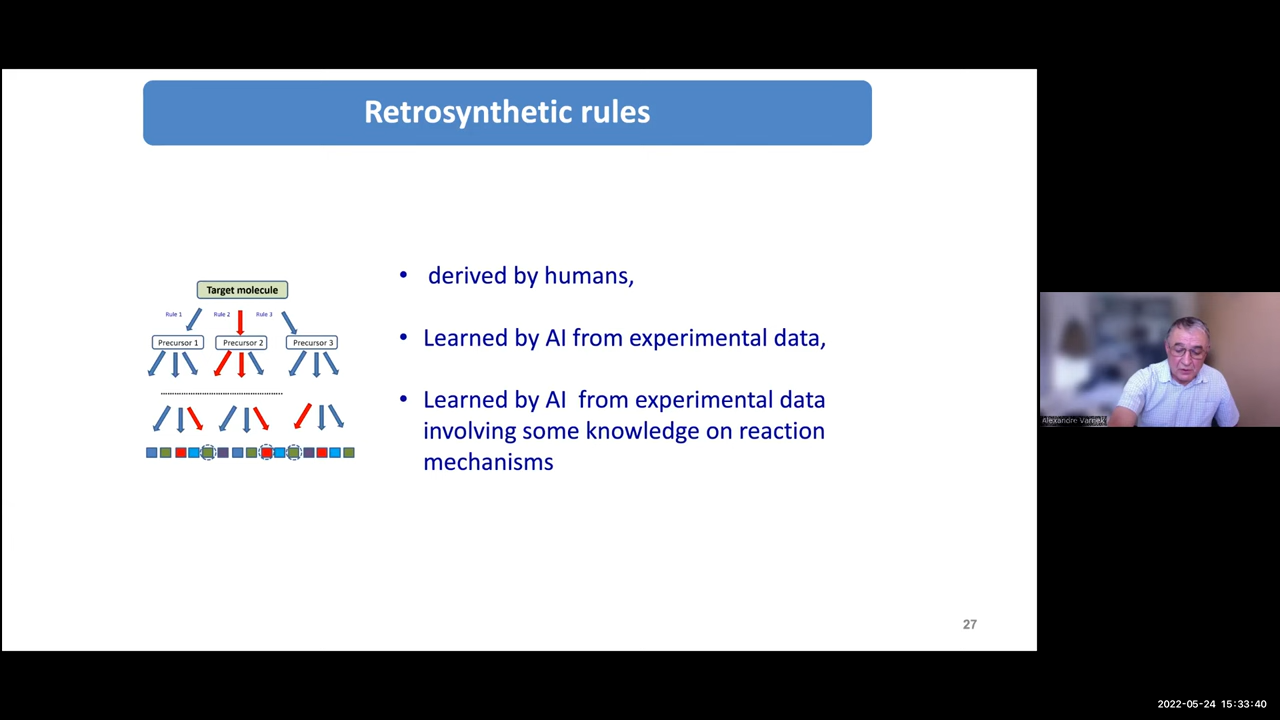 Retrosynthetic rules
Target molecule
Rule 1 Rule 2 Rule 3
Precursor 1 Precursor 2 Precursor 3
• derived by humans,
• Learned by AI from experimental data,
• Learned by AI from experimental data
involving some knowledge on reaction
mechanisms
27
Alexandre Varnek
2022-05-24 15:33:40